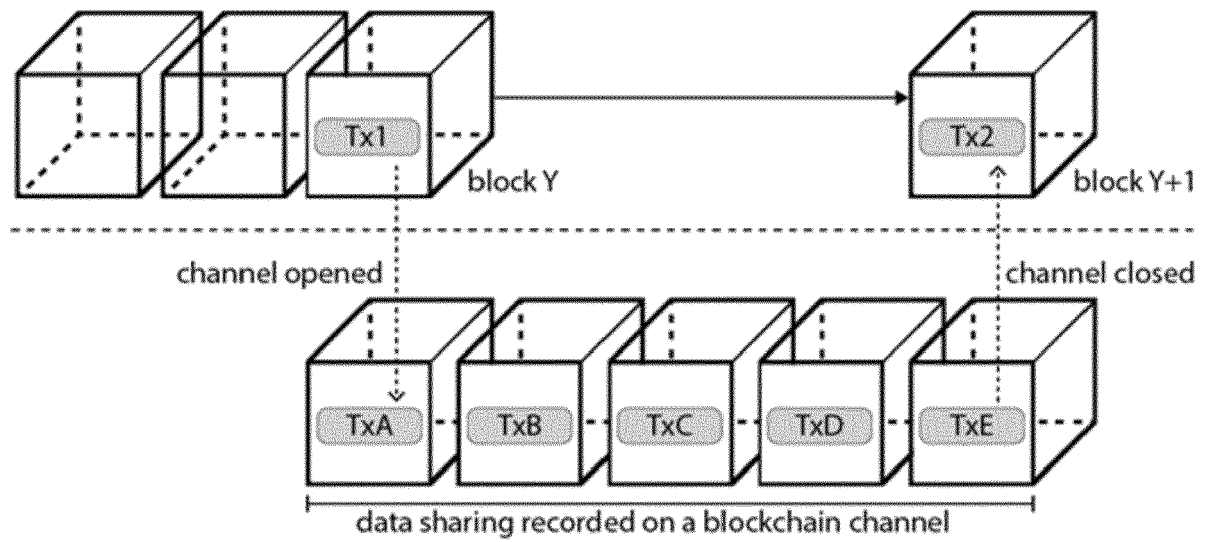 Tx1
Tx2
block Y
block Y+1
channel opened
channel closed
TxA
TxB
TxC
TxD
TxE
data sharing recorded on a blockchain channel